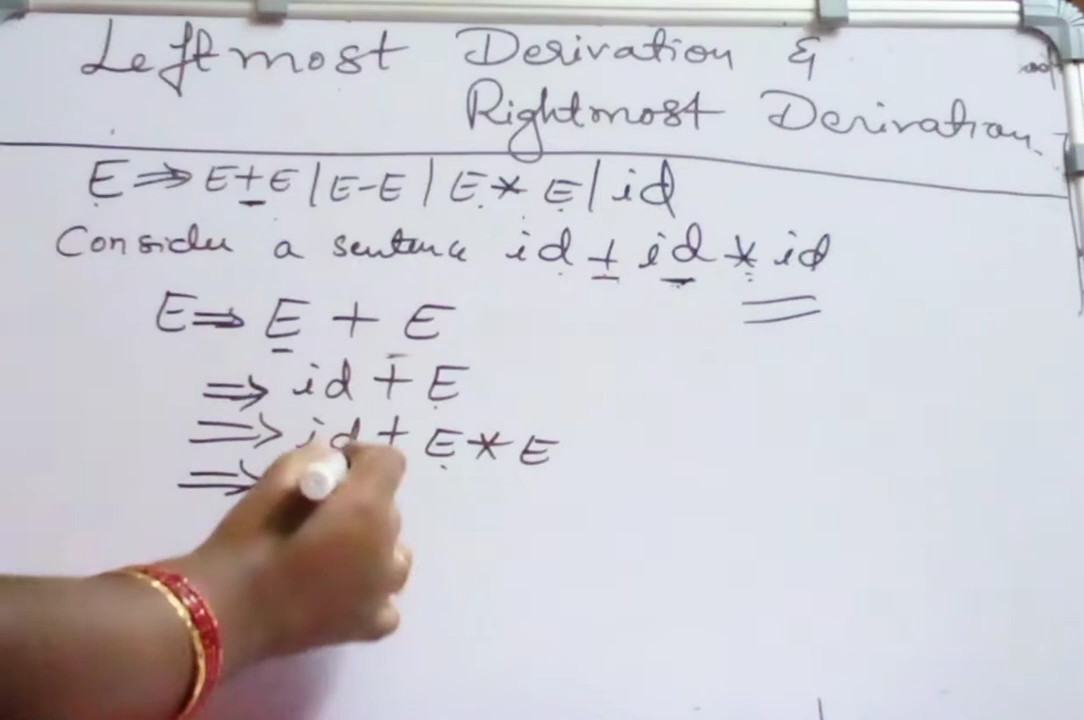 Leftmost Derivation &
Rightmost Derivation
E ⇒ E+E | E-E | E * E | id
Consider a sentence id + id * id
E ⇒ E + E
⇒ id + E
⇒ id + E * E
⇒